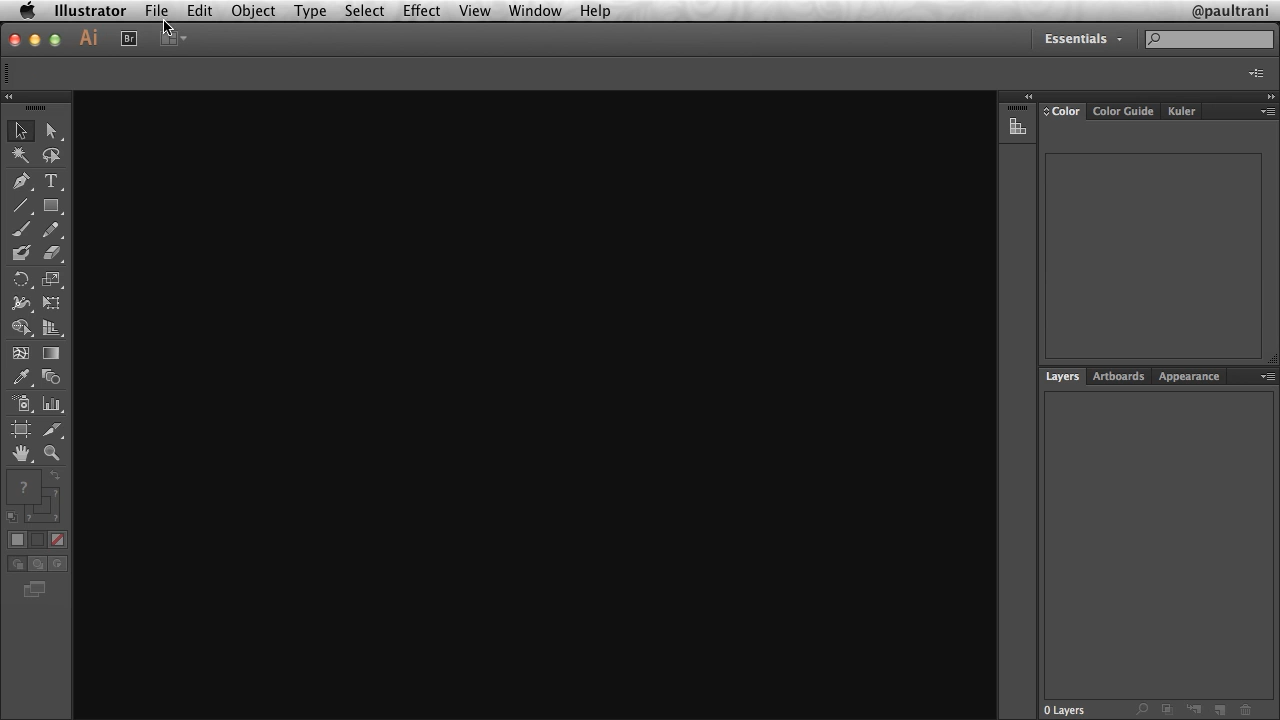 Illustrator File Edit Object Type Select Effect View Window Help @paultrani
Ai Br Essentials
Color Color Guide Kuler
T
Layers Artboards Appearance
?
? ? ?
0 Layers